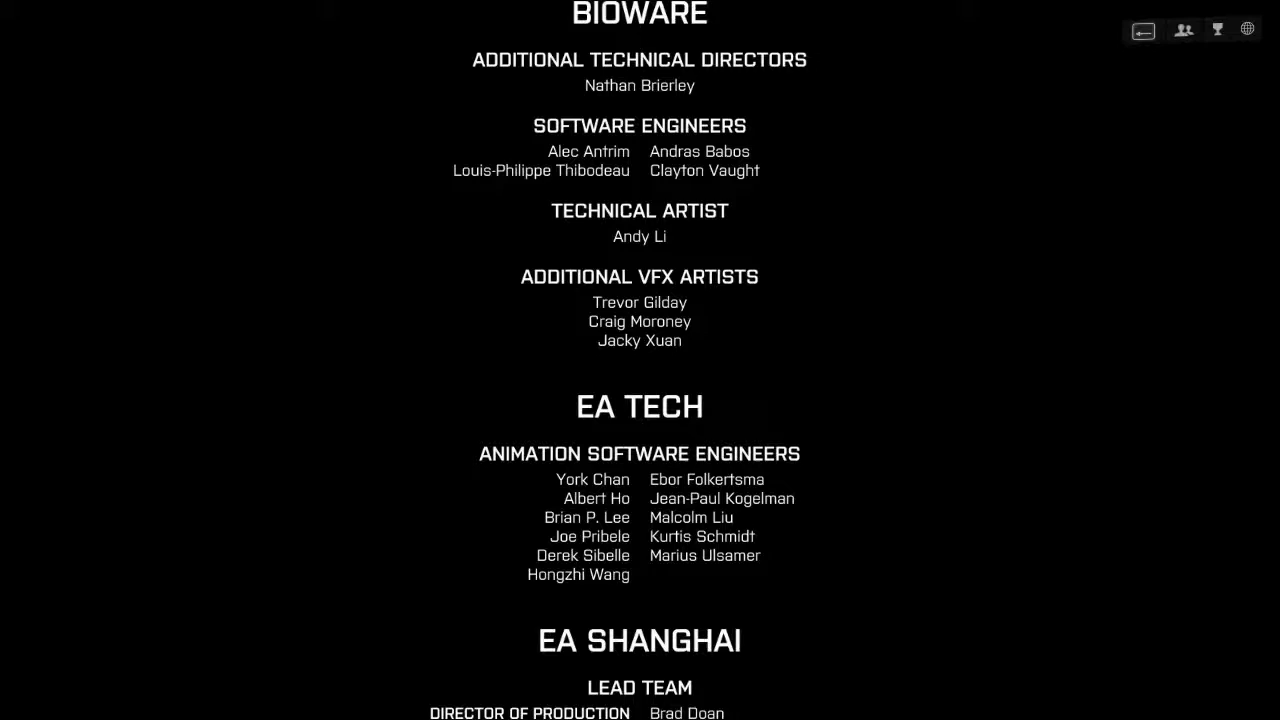 BIOWARE
ADDITIONAL TECHNICAL DIRECTORS
Nathan Brierley
SOFTWARE ENGINEERS
Alec Antrim Andras Babos
Louis-Philippe Thibodeau Clayton Vaught
TECHNICAL ARTIST
Andy Li
ADDITIONAL VFX ARTISTS
Trevor Gilday
Craig Moroney
Jacky Xuan
EA TECH
ANIMATION SOFTWARE ENGINEERS
York Chan Ebor Folkertsma
Albert Ho Jean-Paul Kogelman
Brian P. Lee Malcolm Liu
Joe Pribele Kurtis Schmidt
Derek Sibelle Marius Ulsamer
Hongzhi Wang
EA SHANGHAI
LEAD TEAM
DIRECTOR OF PRODUCTION Brad Doan